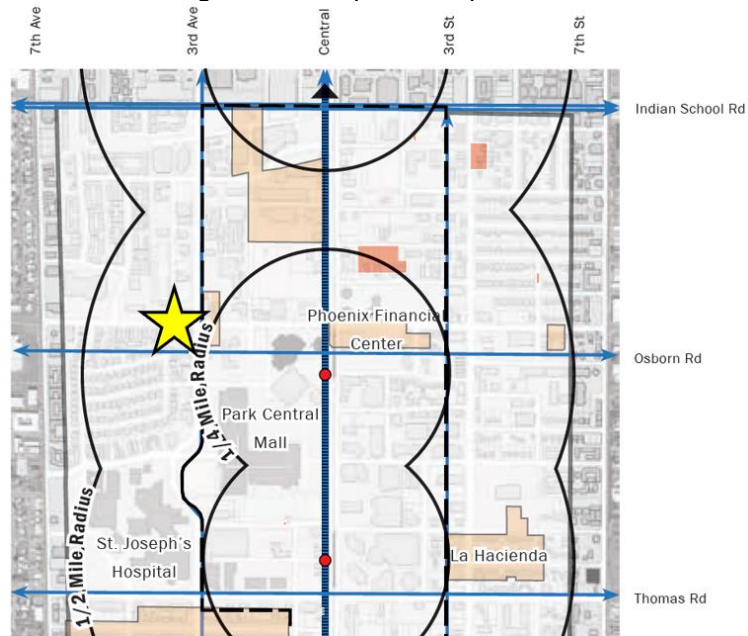 7th Ave
3rd Ave
Central
3rd St
7th St
Indian School Rd
Phoenix Financial
Center
Osborn Rd
1/4 Mile Radius
Park Central
Mall
1/2 Mile Radius
St. Joseph's
Hospital
La Hacienda
Thomas Rd